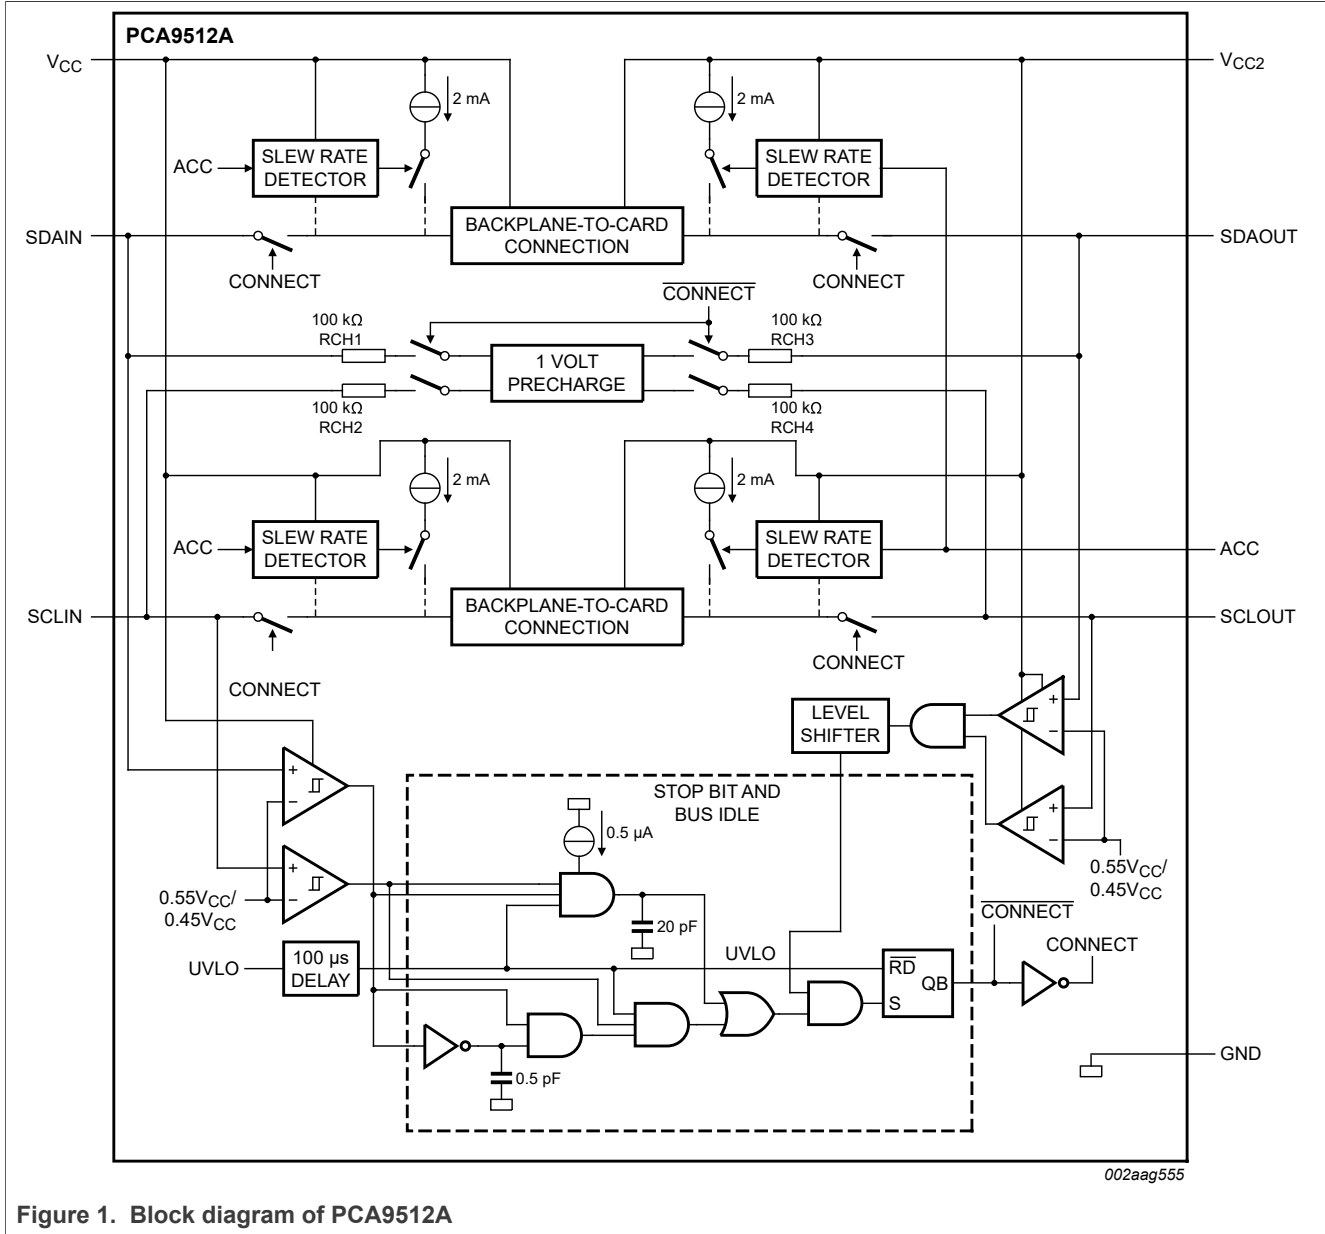 PCA9512A
VCC
VCC2
2 mA
2 mA
ACC
SLEW RATE
DETECTOR
SLEW RATE
DETECTOR
SDAIN
BACKPLANE-TO-CARD
CONNECTION
SDAOUT
CONNECT
CONNECT
CONNECT
100 kΩ
RCH1
100 kΩ
RCH3
1 VOLT
PRECHARGE
100 kΩ
RCH2
100 kΩ
RCH4
2 mA
2 mA
ACC
SLEW RATE
DETECTOR
SLEW RATE
DETECTOR
ACC
SCLIN
BACKPLANE-TO-CARD
CONNECTION
SCLOUT
CONNECT
CONNECT
LEVEL
SHIFTER
STOP BIT AND
BUS IDLE
0.5 µA
0.55VCC/
0.45VCC
0.55VCC/
0.45VCC
20 pF
CONNECT
CONNECT
UVLO
100 µs
DELAY
UVLO
RD
QB
S
0.5 pF
GND
002aag555
Figure 1. Block diagram of PCA9512A